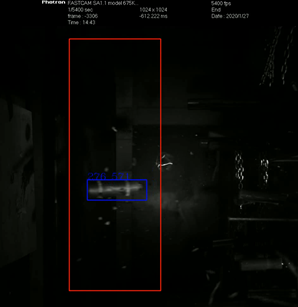 Photron FASTCAM SA1.1 model 675K... 5400 fps
1/5400 sec 1024 x 1024 End
frame : -3306 -612.222 ms Date : 2020/1/27
Time : 14:43